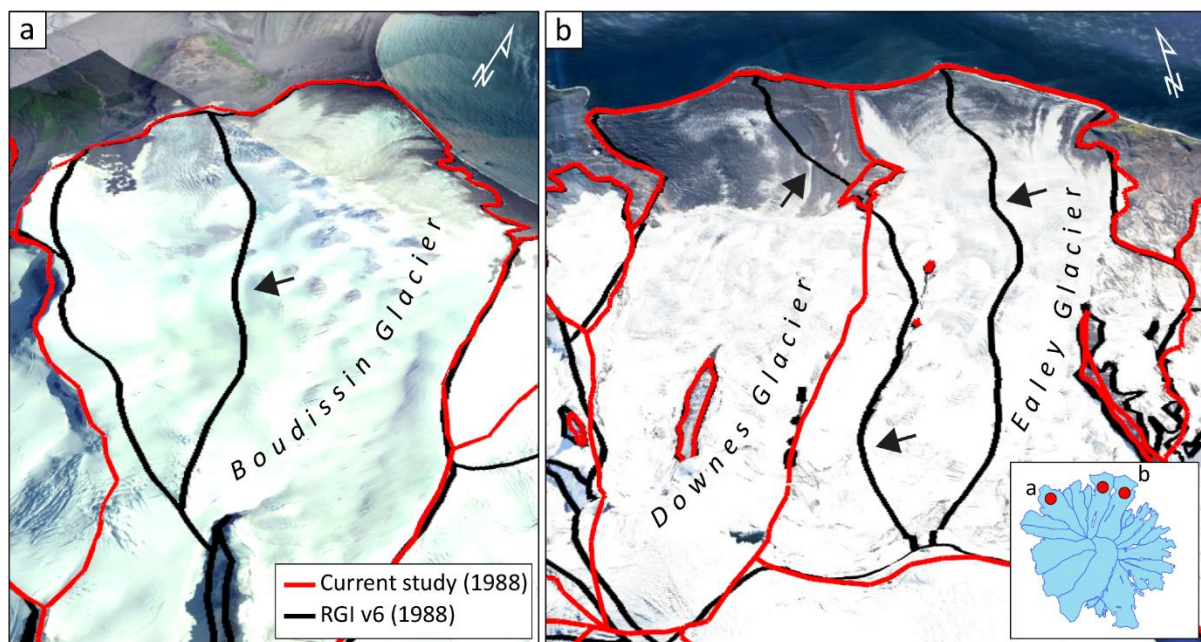 a
N
Boudissin Glacier
Current study (1988)
RGI v6 (1988)
b
N
Downes Glacier
Ealey Glacier
a
b